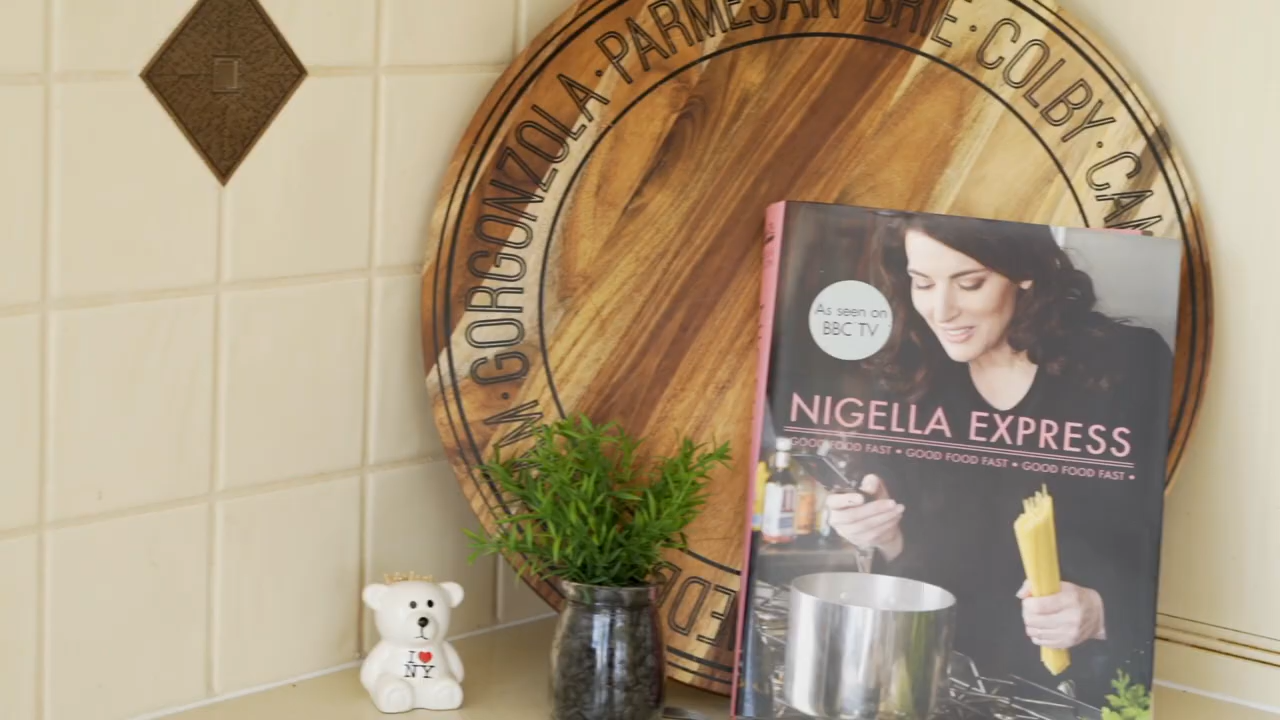 GORGONZOLA · PARMESAN BRIE · COLBY · CAM
As seen on
BBC TV
NIGELLA EXPRESS
GOOD FOOD FAST • GOOD FOOD FAST • GOOD FOOD FAST •
I ♥
NY